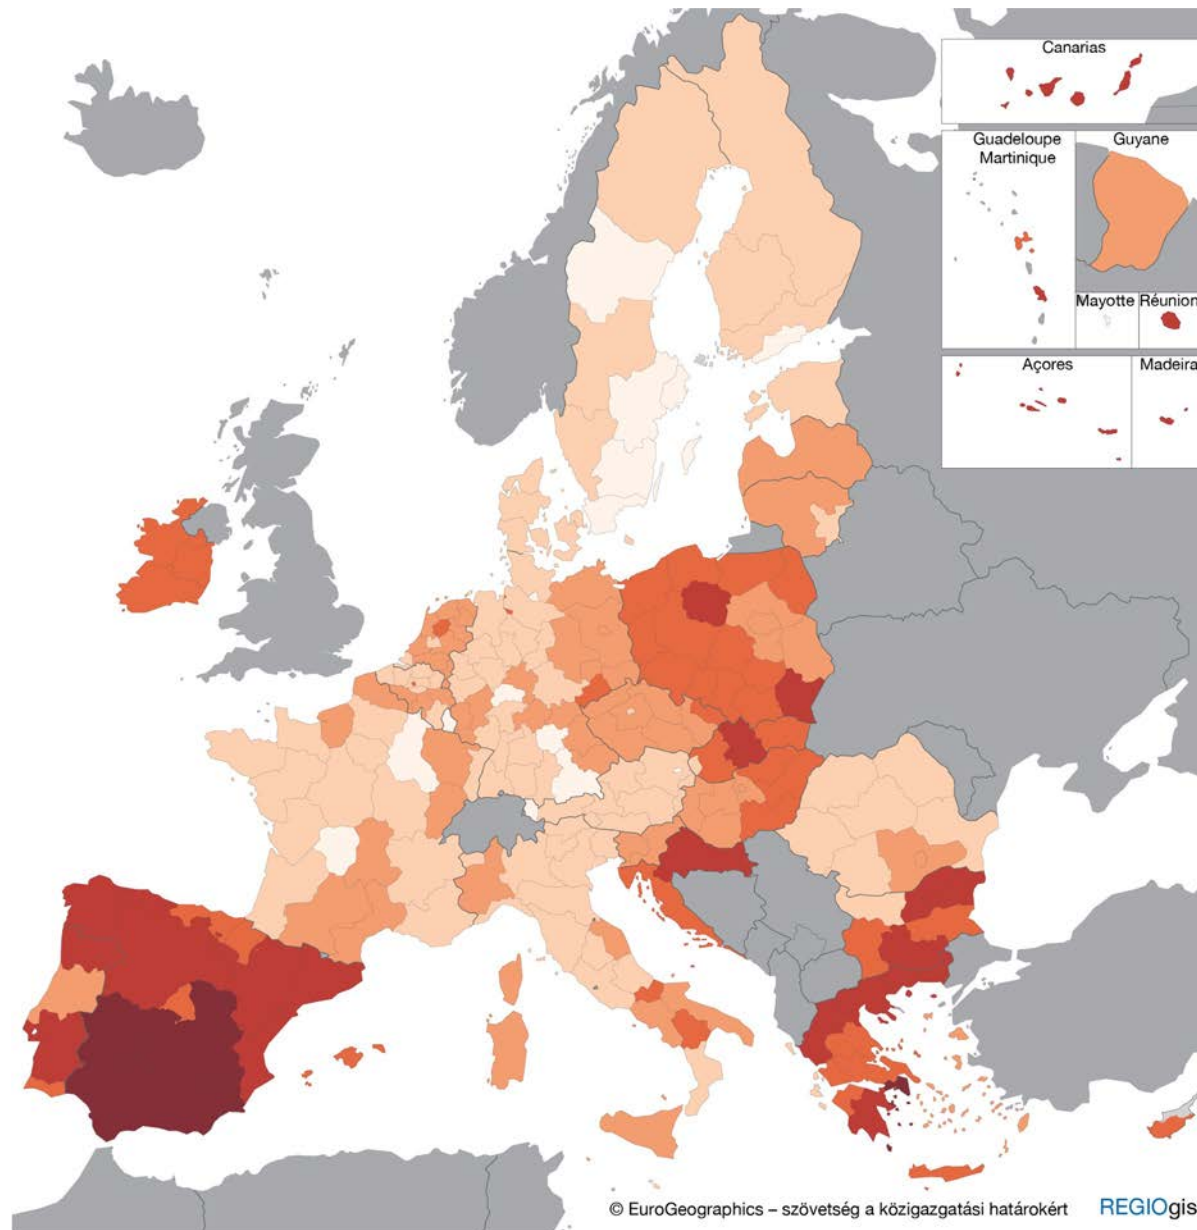 Canarias
Guadeloupe
Martinique
Guyane
Mayotte
Réunion
Açores
Madeira
© EuroGeographics – szövetség a közigazgatási határokért
REGIOgis